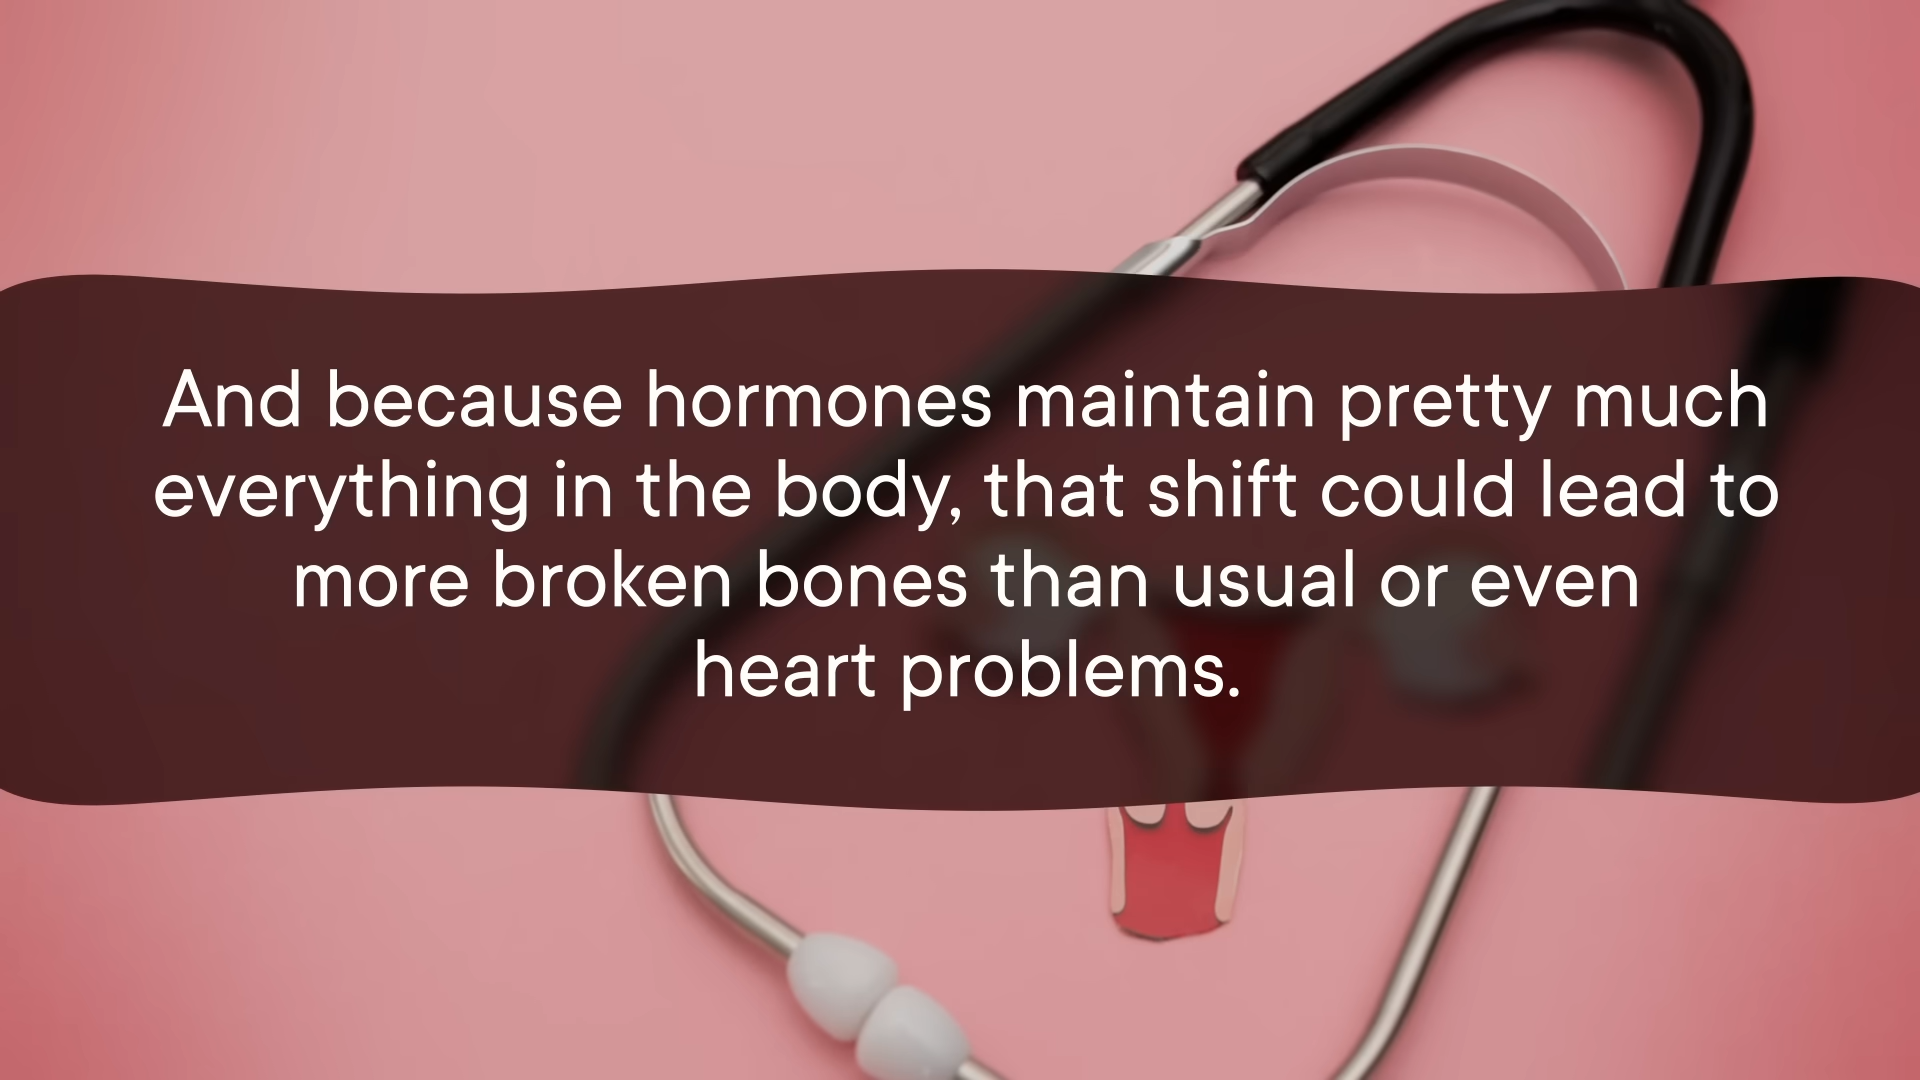 And because hormones maintain pretty much
everything in the body, that shift could lead to
more broken bones than usual or even
heart problems.